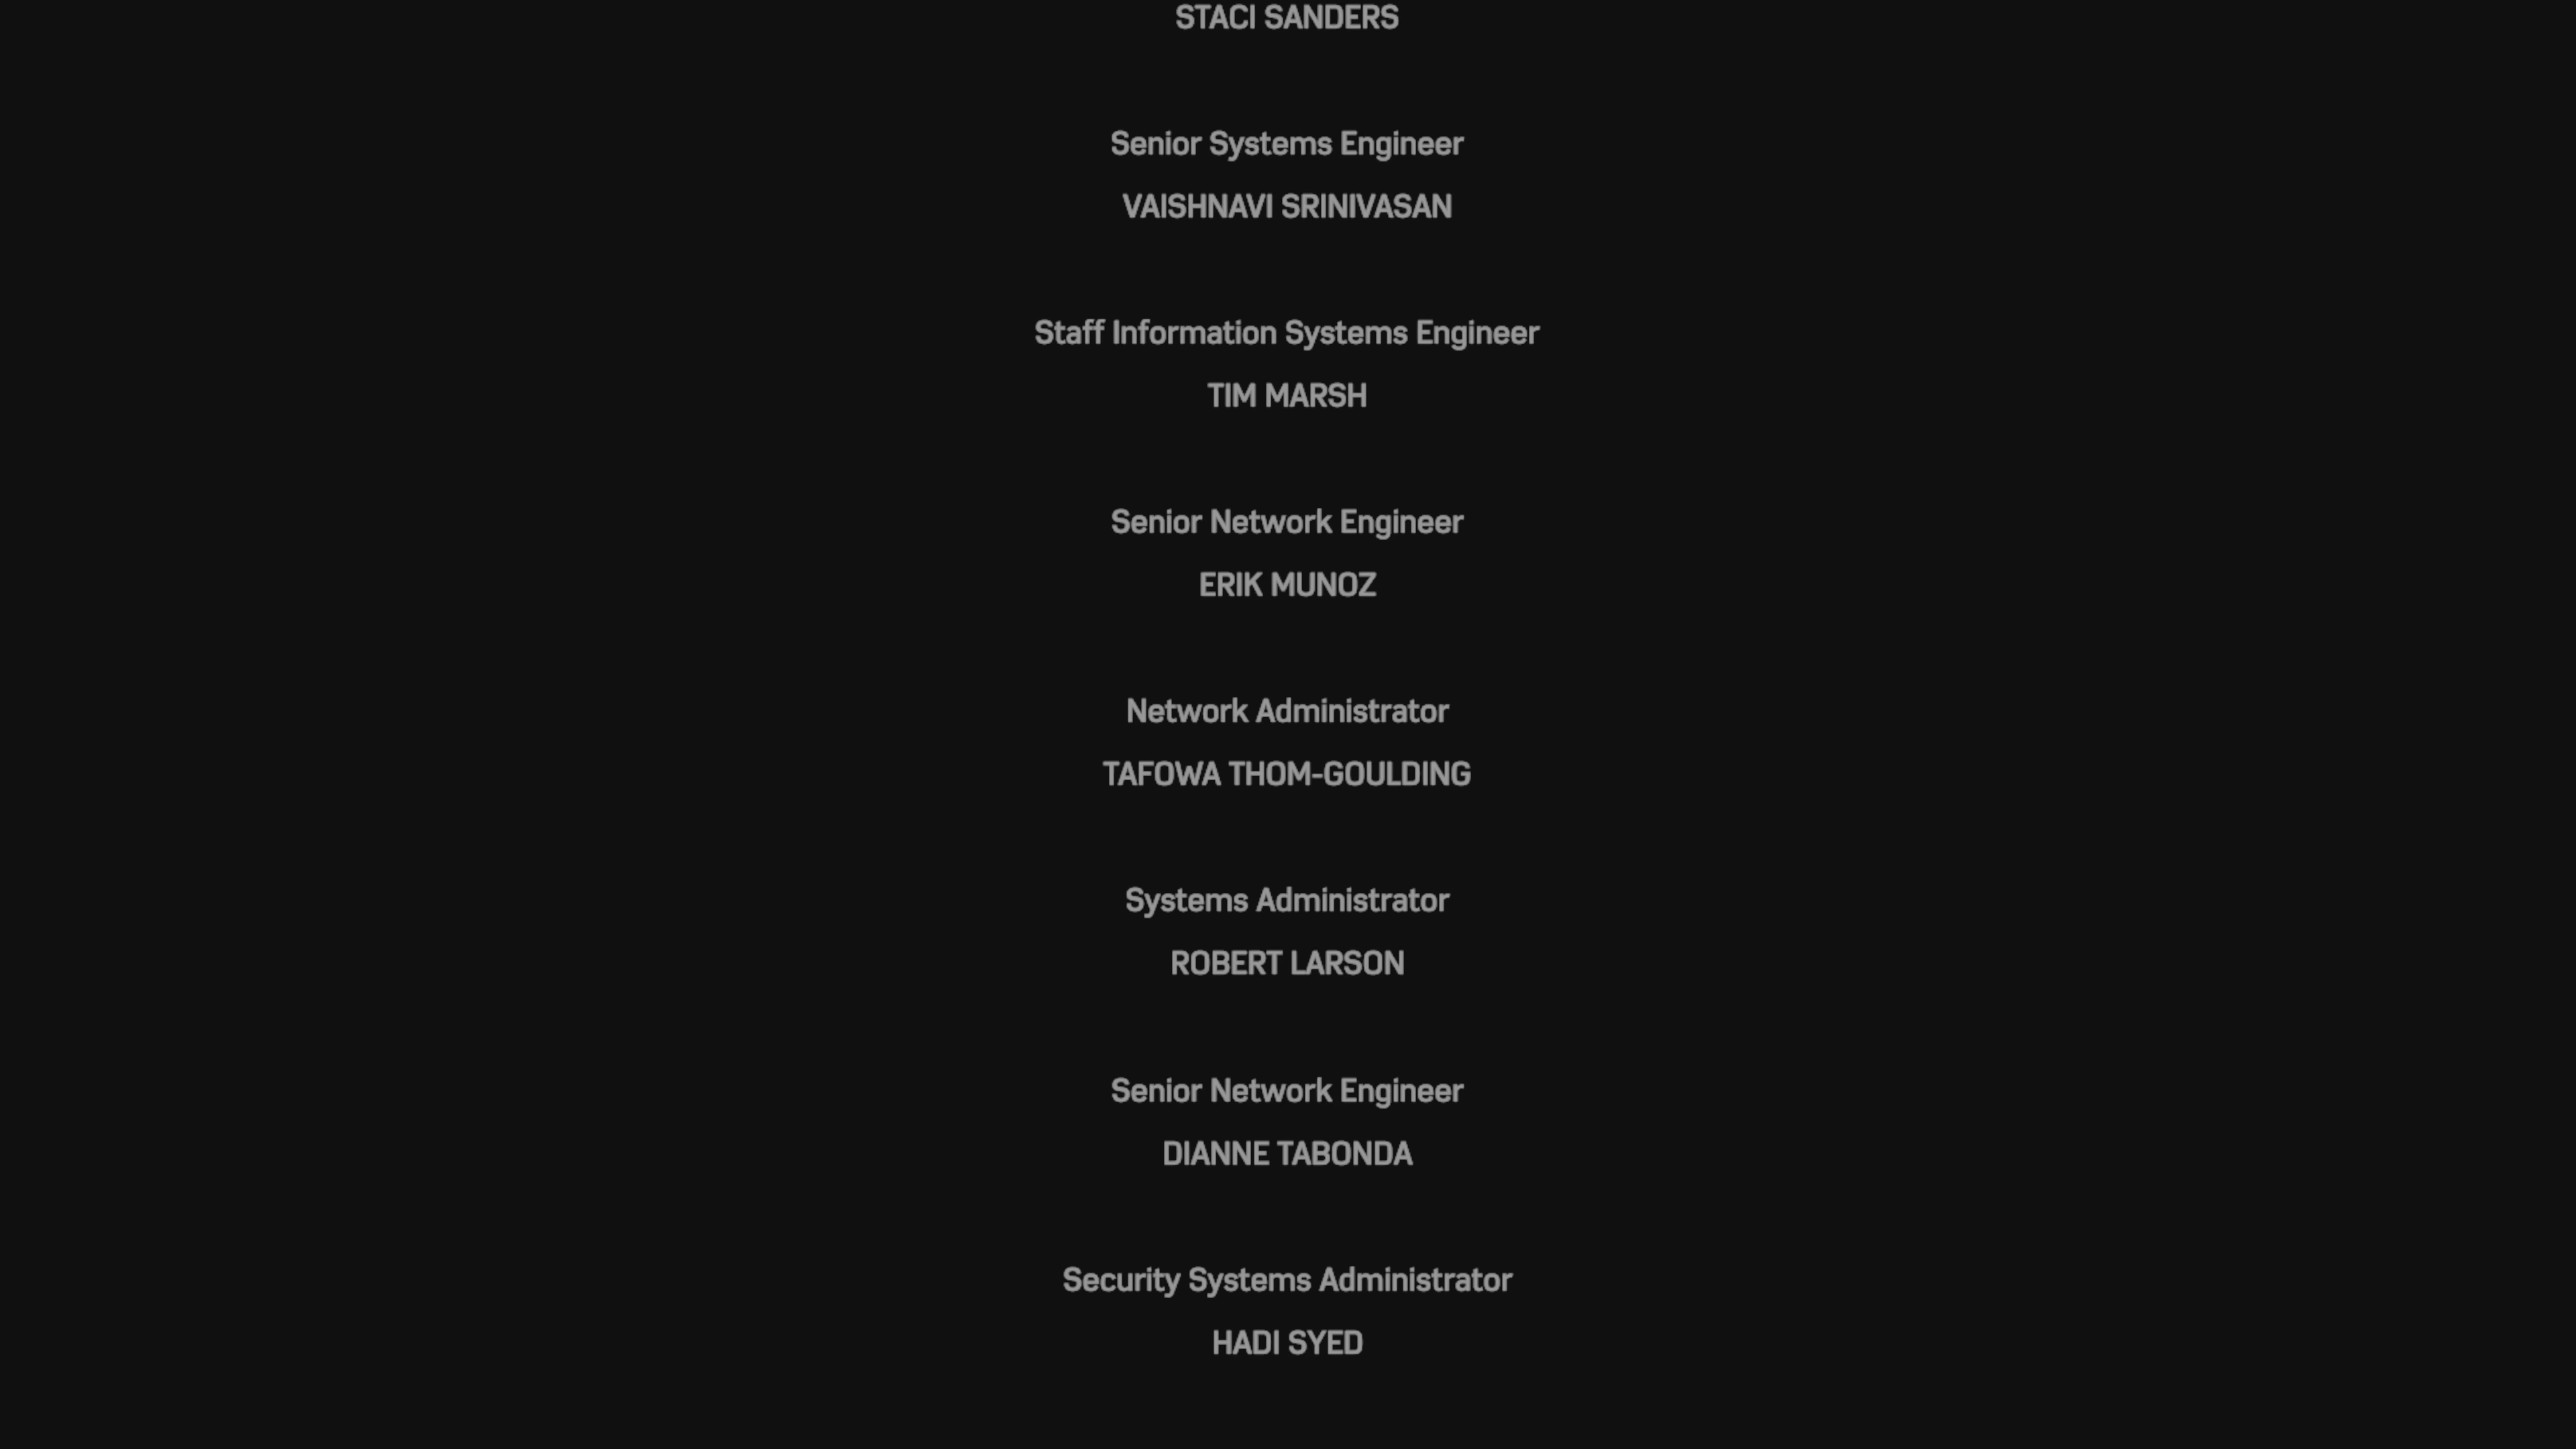 STACI SANDERS
Senior Systems Engineer
VAISHNAVI SRINIVASAN
Staff Information Systems Engineer
TIM MARSH
Senior Network Engineer
ERIK MUNOZ
Network Administrator
TAFOWA THOM-GOULDING
Systems Administrator
ROBERT LARSON
Senior Network Engineer
DIANNE TABONDA
Security Systems Administrator
HADI SYED